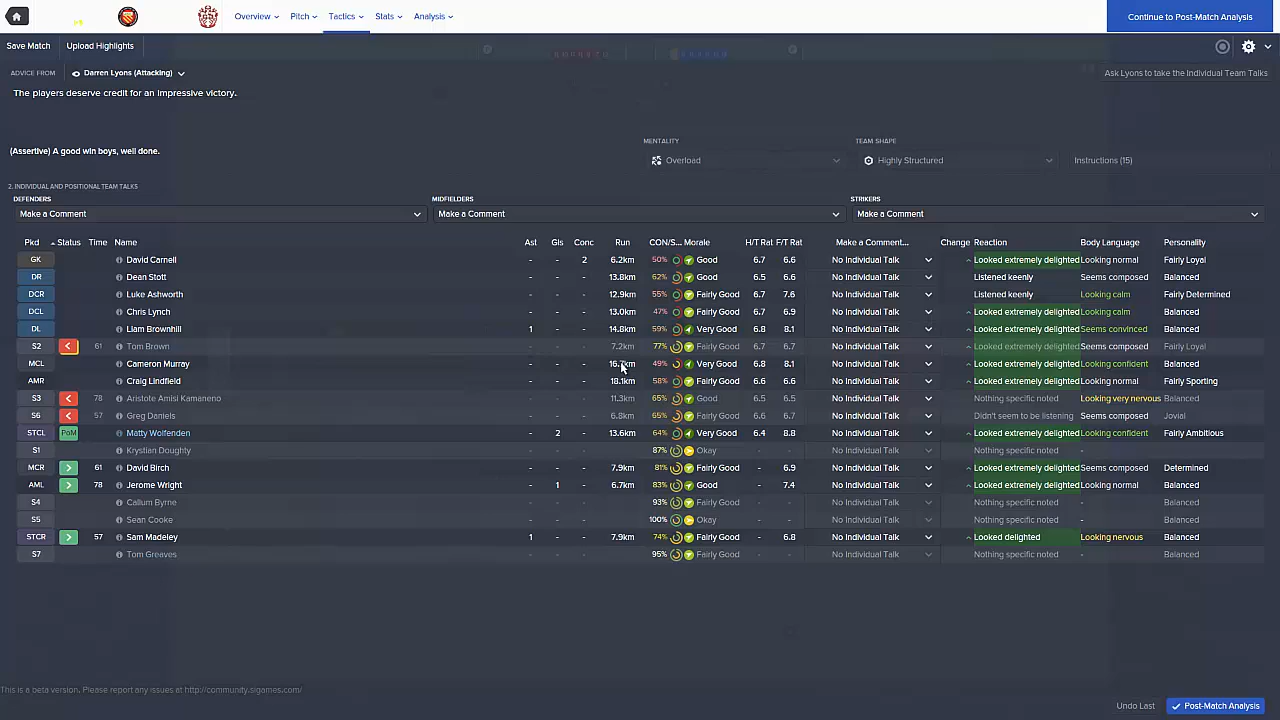 Overview Pitch Tactics Stats Analysis Continue to Post-Match Analysis
Save Match Upload Highlights
ADVICE FROM Darren Lyons (Attacking) Ask Lyons to take the Individual Team Talks
The players deserve credit for an impressive victory.
MENTALITY TEAM SHAPE
(Assertive) A good win boys, well done.
Overload Highly Structured Instructions (15)
2. INDIVIDUAL AND POSITIONAL TEAM TALKS
DEFENDERS MIDFIELDERS STRIKERS
Make a Comment Make a Comment Make a Comment
Pkd Status Time Name Ast Gls Conc Run CON/S... Morale H/T Rat F/T Rat Make a Comment... Change Reaction Body Language Personality
GK David Carnell - - 2 6.2km 50% Good 6.7 6.6 No Individual Talk Looked extremely delighted Looking normal Fairly Loyal
DR Dean Stott - - - 13.8km 62% Good 6.5 6.6 No Individual Talk Listened keenly Seems composed Balanced
DCR Luke Ashworth - - - 12.9km 55% Fairly Good 6.7 7.6 No Individual Talk Listened keenly Looking calm Fairly Determined
DCL Chris Lynch - - - 13.0km 47% Fairly Good 6.7 6.9 No Individual Talk Looked extremely delighted Looking calm Balanced
DL Liam Brownhill 1 - - 14.8km 59% Very Good 6.8 8.1 No Individual Talk Looked extremely delighted Seems convinced Balanced
S2 61 Tom Brown - - - 7.2km 77% Fairly Good 6.6 6.6 No Individual Talk Looked extremely delighted Seems composed Fairly Loyal
MCL Cameron Murray - - - 49% Very Good 6.8 8.1 No Individual Talk Looked extremely delighted Looking confident Balanced
AMR Craig Lindfield - - - 18.1km 58% Fairly Good 6.6 6.6 No Individual Talk Looked extremely delighted Looking normal Fairly Sporting
S3 78 Aristote Amisi Kamaneno - - - 11.3km 65% Good 6.5 6.5 No Individual Talk Nothing specific noted Looking very nervous Balanced
S6 57 Greg Daniels - - - 6.8km 65% Fairly Good 6.6 6.7 No Individual Talk Didn't seem to be listening Seems composed Jovial
STCL PoM Matty Wolfenden - 2 - 13.6km 64% Very Good 6.4 8.8 No Individual Talk Looked extremely delighted Looking confident Fairly Ambitious
S1 Krystian Doughty - - - 87% Okay - - No Individual Talk Nothing specific noted - Balanced
MCR 61 David Birch - - - 7.9km 81% Fairly Good - 6.9 No Individual Talk Looked extremely delighted Seems composed Determined
AML 78 Jerome Wright - 1 - 6.7km 83% Good - 7.4 No Individual Talk Looked extremely delighted Looking normal Balanced
S4 Callum Byrne - - - 93% Fairly Good - - No Individual Talk Nothing specific noted - Balanced
S5 Sean Cooke - - - 100% Okay - - No Individual Talk Nothing specific noted - Balanced
STCR 57 Sam Madeley 1 - - 7.9km 74% Fairly Good - 6.8 No Individual Talk Looked delighted Looking nervous Balanced
S7 Tom Greaves - - - 95% Fairly Good - - No Individual Talk Nothing specific noted - Balanced
This is a beta version. Please report any issues at http://community.sigames.com/
Undo Last Post-Match Analysis